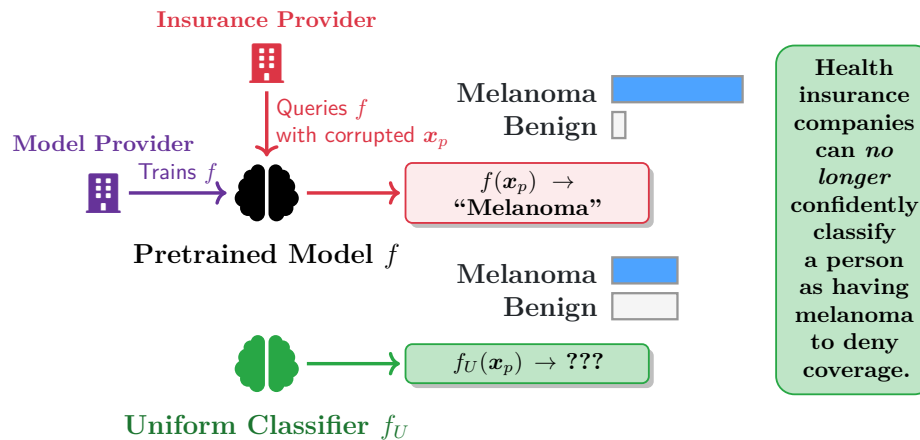 Insurance Provider
Queries f
with corrupted x_p
Model Provider
Trains f
Pretrained Model f
Melanoma
Benign
f(x_p) →
“Melanoma”
Melanoma
Benign
f_U(x_p) → ???
Uniform Classifier f_U
Health
insurance
companies
can no
longer
confidently
classify
a person
as having
melanoma
to deny
coverage.